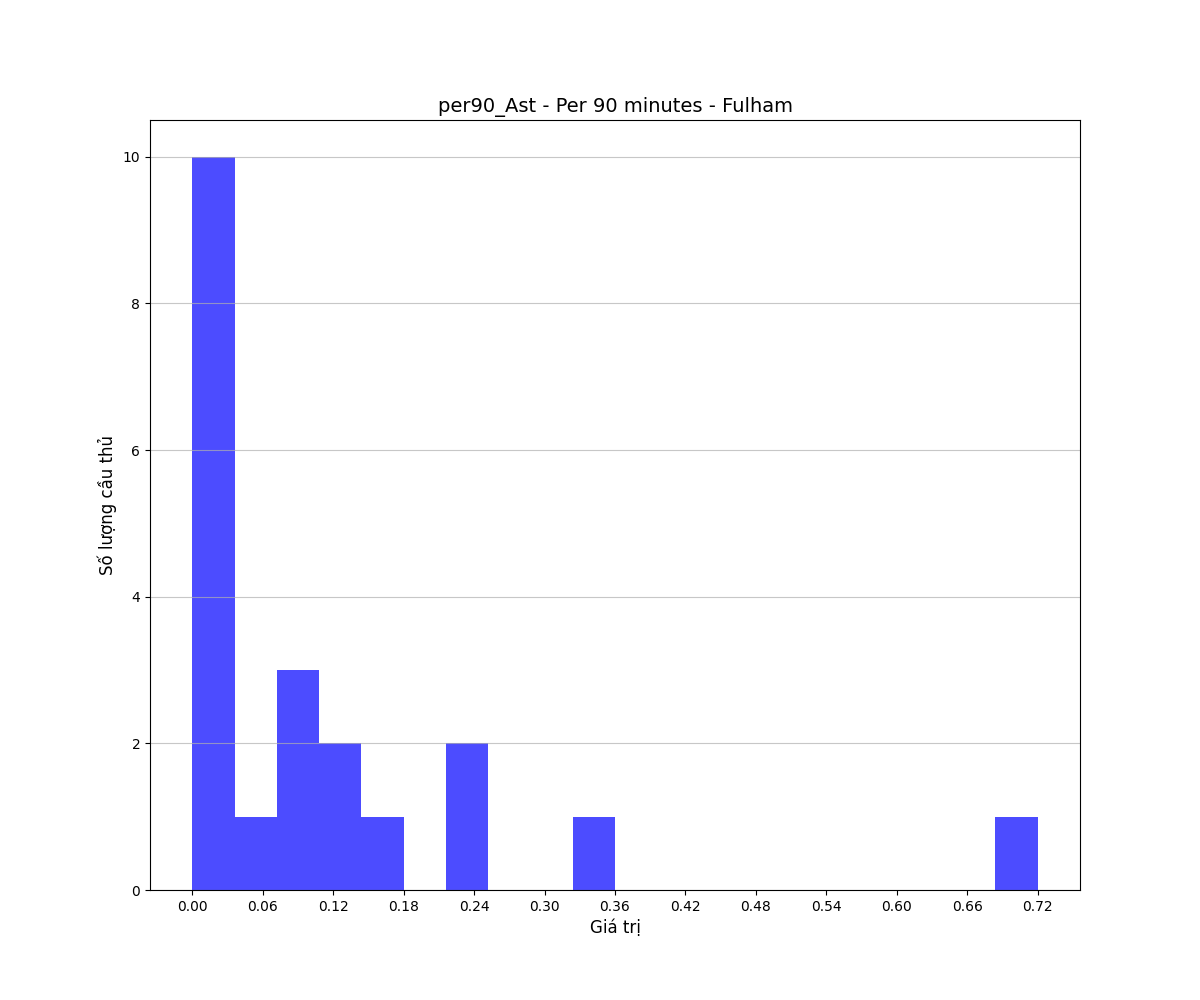 per90_Ast - Per 90 minutes - Fulham
Số lượng cầu thủ
10
8
6
4
2
0
0.00 0.06 0.12 0.18 0.24 0.30 0.36 0.42 0.48 0.54 0.60 0.66 0.72
Giá trị